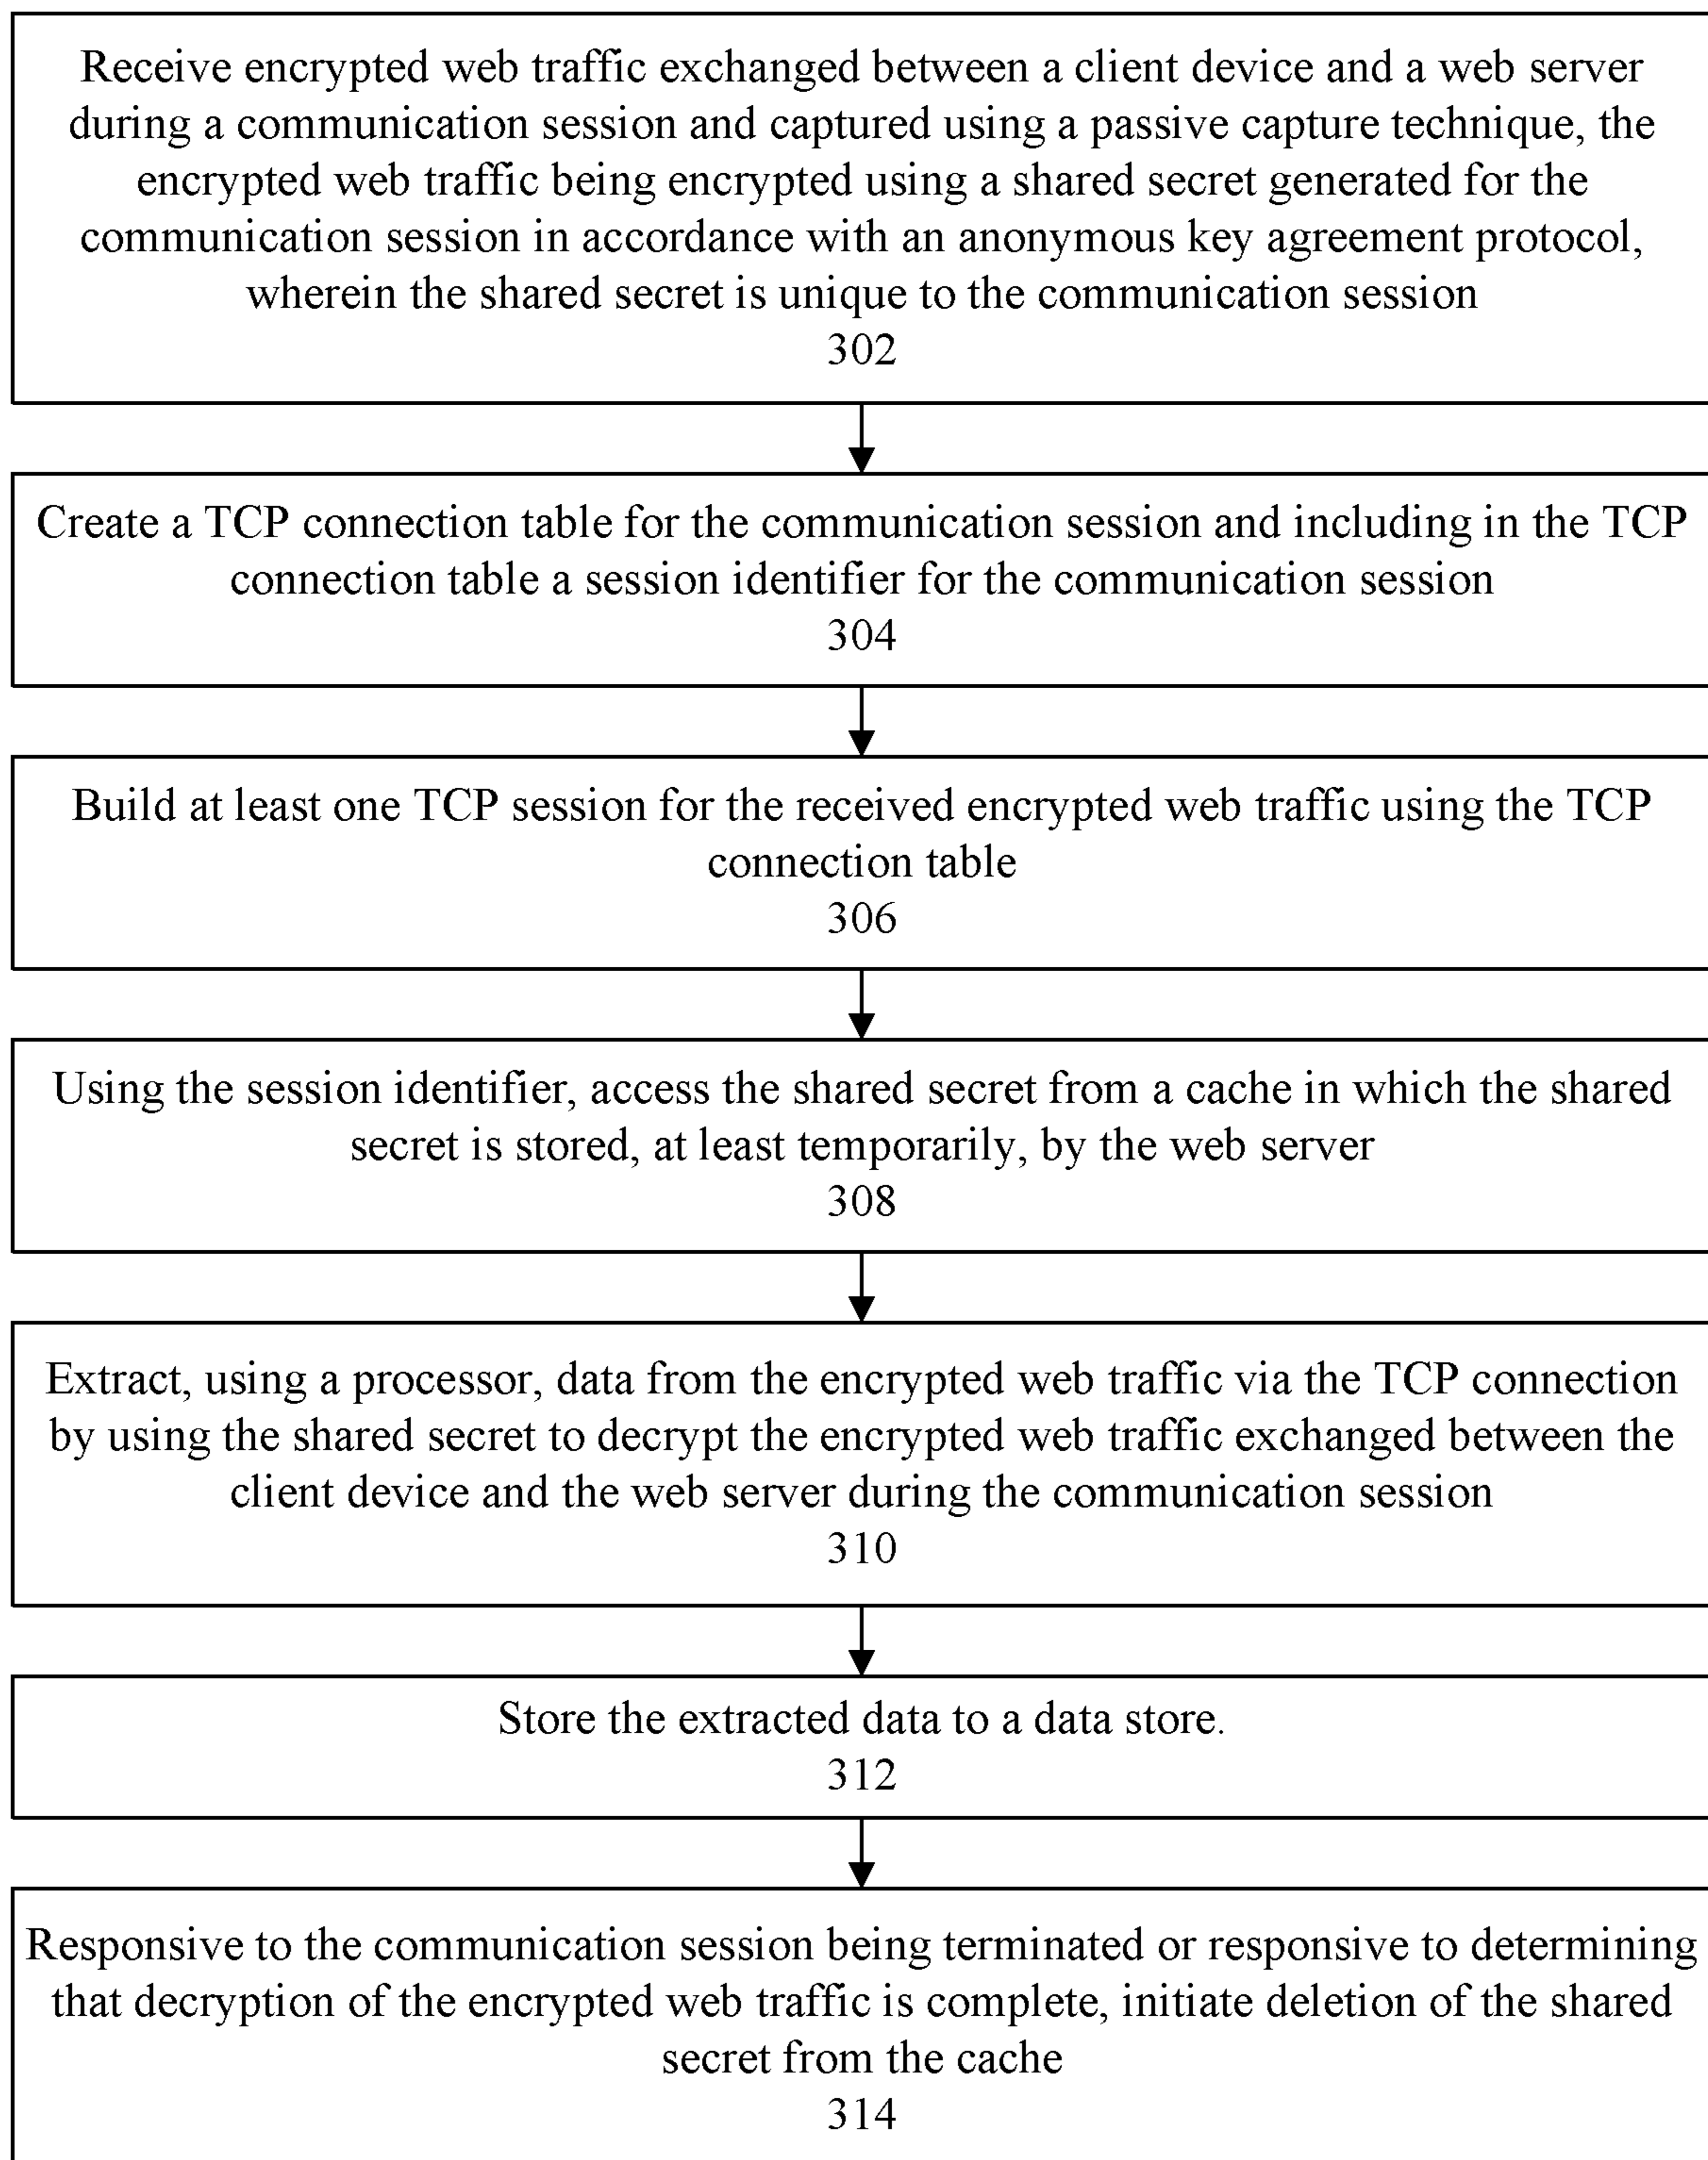 Receive encrypted web traffic exchanged between a client device and a web server
during a communication session and captured using a passive capture technique, the
encrypted web traffic being encrypted using a shared secret generated for the
communication session in accordance with an anonymous key agreement protocol,
wherein the shared secret is unique to the communication session
302
Create a TCP connection table for the communication session and including in the TCP
connection table a session identifier for the communication session
304
Build at least one TCP session for the received encrypted web traffic using the TCP
connection table
306
Using the session identifier, access the shared secret from a cache in which the shared
secret is stored, at least temporarily, by the web server
308
Extract, using a processor, data from the encrypted web traffic via the TCP connection
by using the shared secret to decrypt the encrypted web traffic exchanged between the
client device and the web server during the communication session
310
Store the extracted data to a data store.
312
Responsive to the communication session being terminated or responsive to determining
that decryption of the encrypted web traffic is complete, initiate deletion of the shared
secret from the cache
314